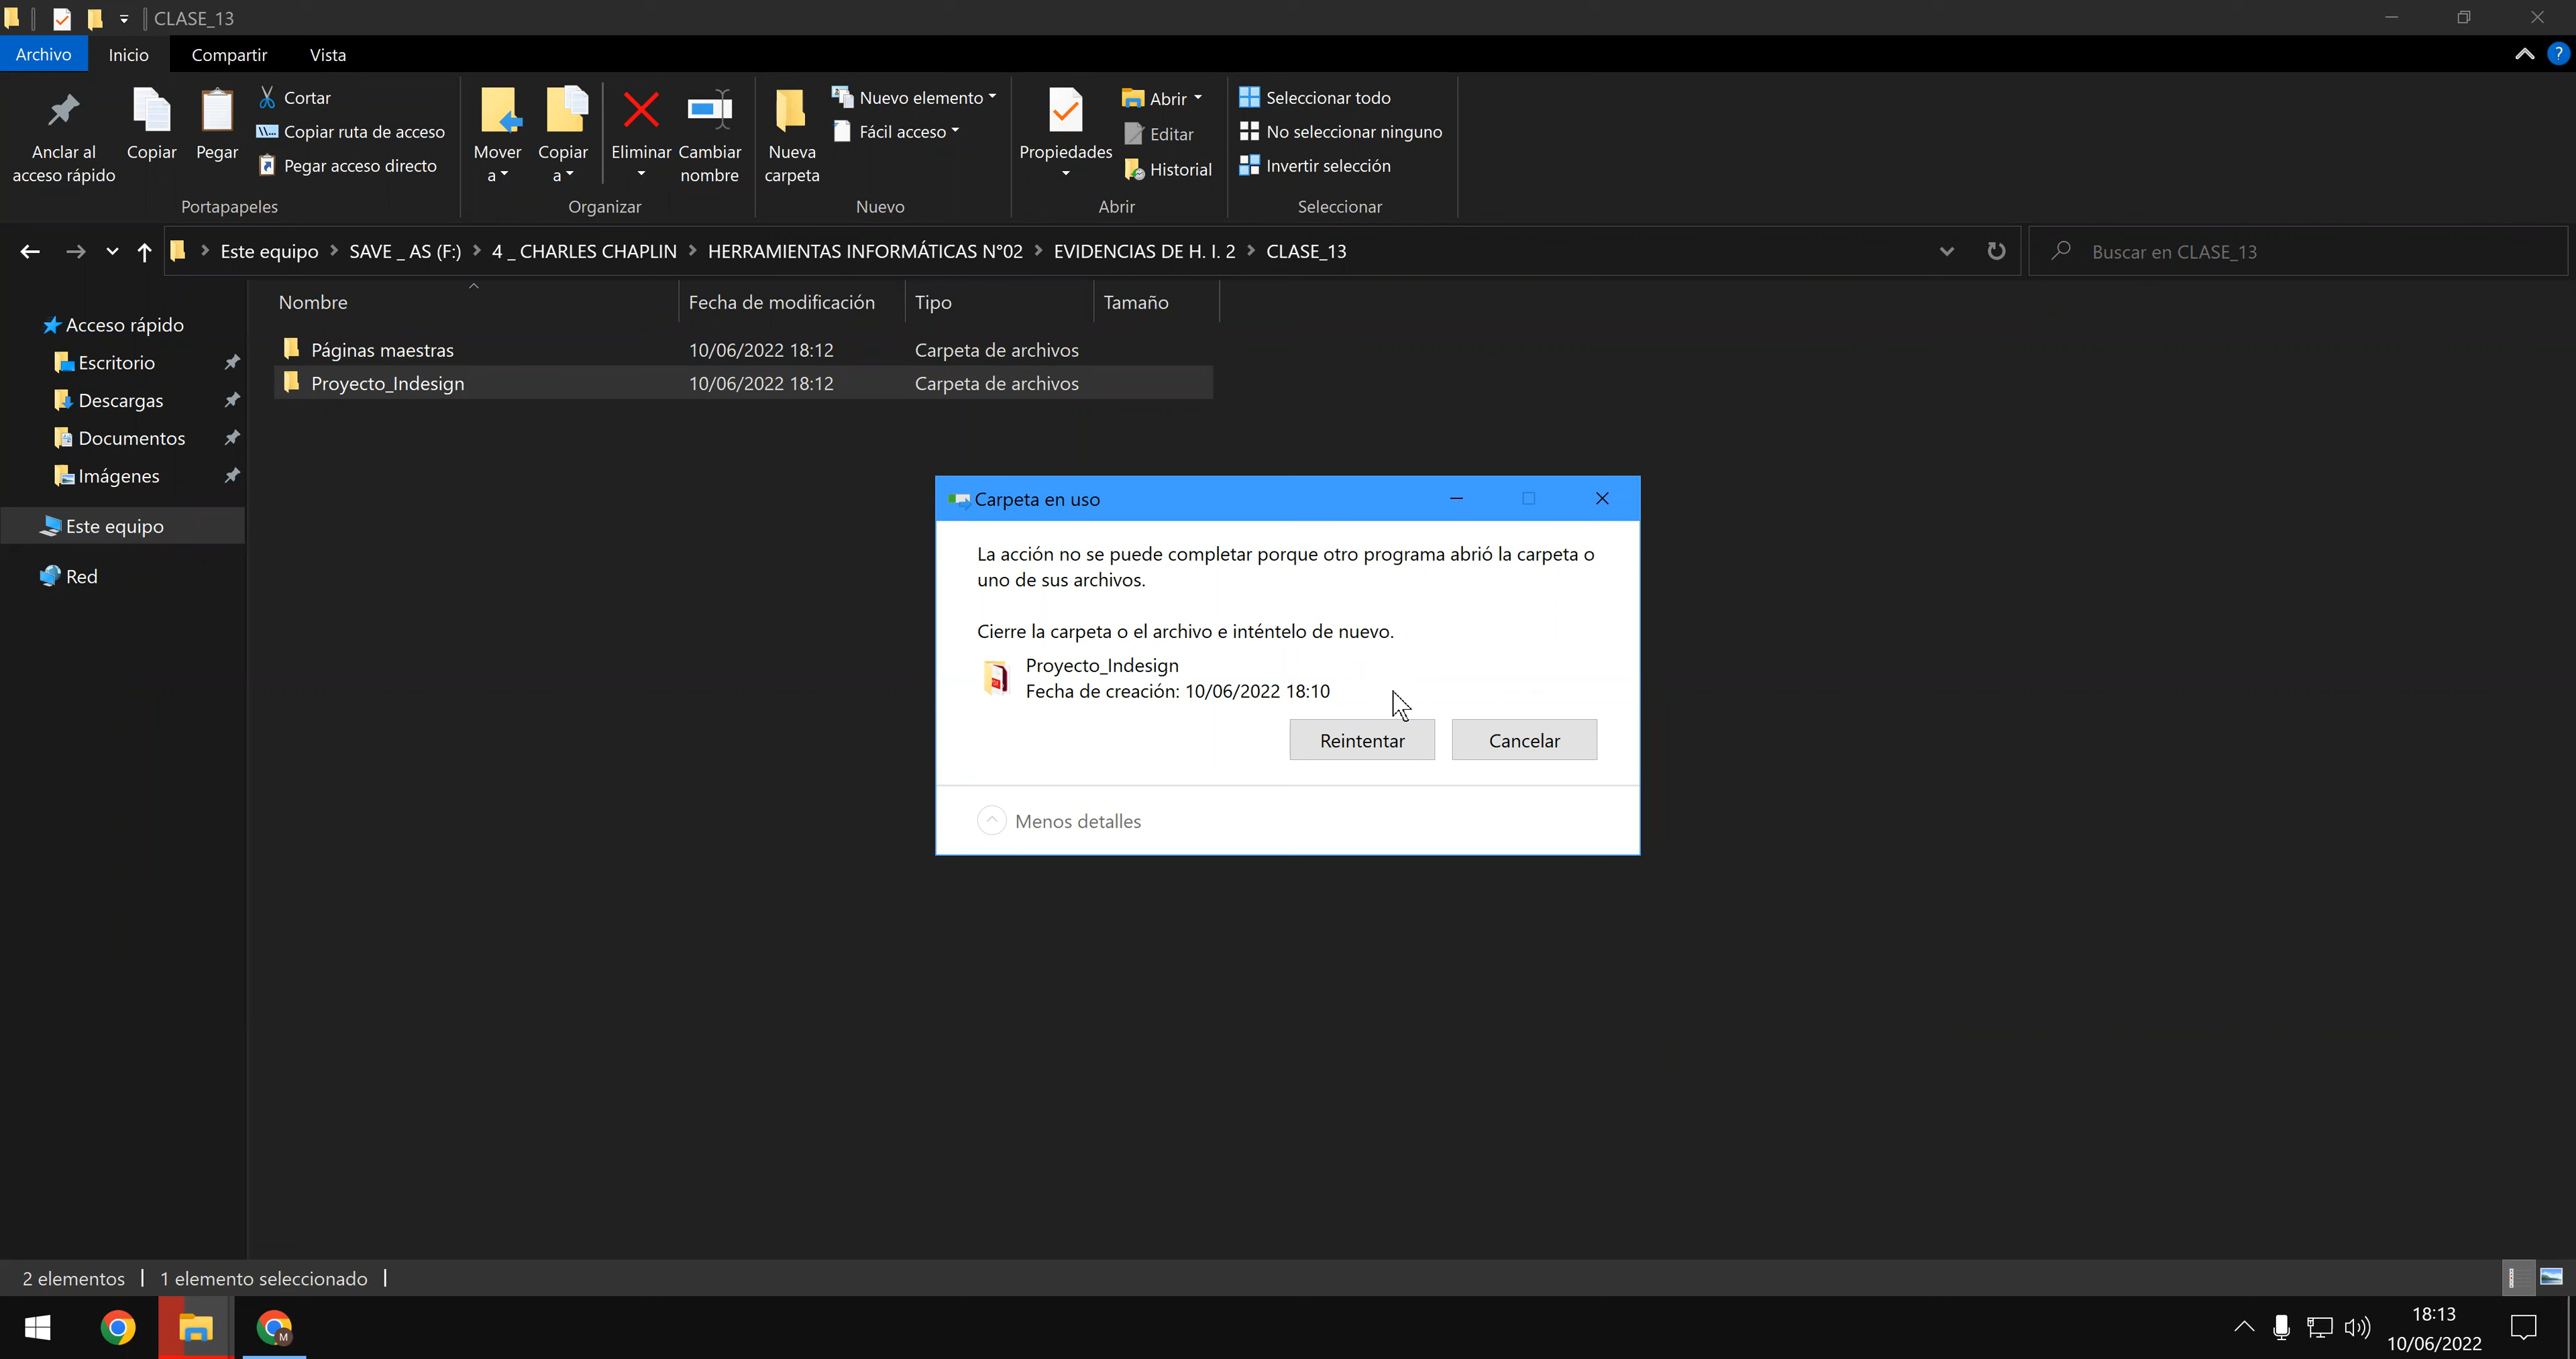 CLASE_13
Archivo Inicio Compartir Vista
?
Anclar al
acceso rápido
Copiar
Pegar
Cortar
Copiar ruta de acceso
Pegar acceso directo
Portapapeles
Mover
a
Copiar
a
Eliminar
Cambiar
nombre
Organizar
Nueva
carpeta
Nuevo elemento
Fácil acceso
Nuevo
Propiedades
Abrir
Editar
Historial
Abrir
Seleccionar todo
No seleccionar ninguno
Invertir selección
Seleccionar
Este equipo > SAVE _ AS (F:) > 4 _ CHARLES CHAPLIN > HERRAMIENTAS INFORMÁTICAS N°02 > EVIDENCIAS DE H. I. 2 > CLASE_13
Buscar en CLASE_13
Acceso rápido
Escritorio
Descargas
Documentos
Imágenes
Este equipo
Red
Nombre Fecha de modificación Tipo Tamaño
Páginas maestras 10/06/2022 18:12 Carpeta de archivos
Proyecto_Indesign 10/06/2022 18:12 Carpeta de archivos
Carpeta en uso
La acción no se puede completar porque otro programa abrió la carpeta o
uno de sus archivos.
Cierre la carpeta o el archivo e inténtelo de nuevo.
Proyecto_Indesign
Fecha de creación: 10/06/2022 18:10
Reintentar Cancelar
Menos detalles
2 elementos 1 elemento seleccionado
M
18:13
10/06/2022